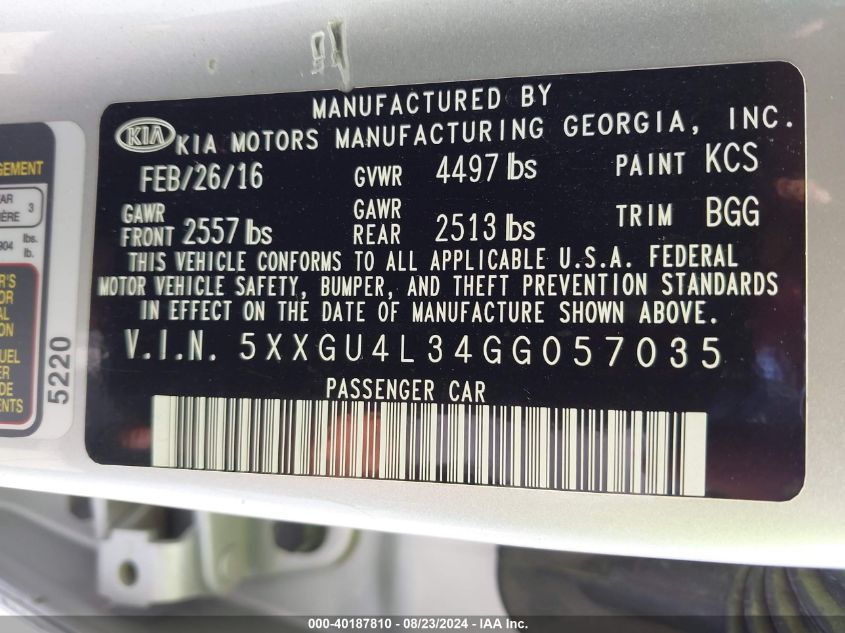 MANUFACTURED BY
KIA KIA MOTORS MANUFACTURING GEORGIA, INC.
FEB/26/16 GVWR 4497 lbs PAINT KCS
GAWR FRONT 2557 lbs GAWR REAR 2513 lbs TRIM BGG
THIS VEHICLE CONFORMS TO ALL APPLICABLE U.S.A. FEDERAL
MOTOR VEHICLE SAFETY, BUMPER, AND THEFT PREVENTION STANDARDS
IN EFFECT ON THE DATE OF MANUFACTURE SHOWN ABOVE.
V.I.N. 5XXGU4L34GG057035
PASSENGER CAR
3
lbs.
lb.
5220
000-40187810 - 08/23/2024 - IAA Inc.